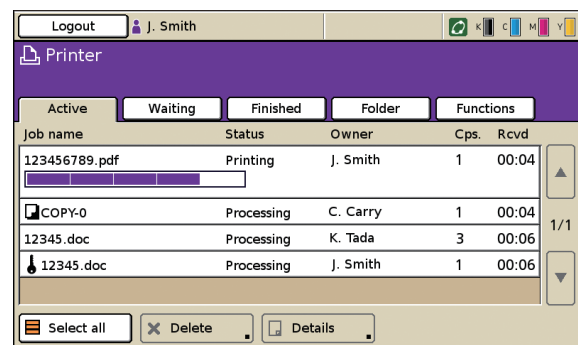 Logout J. Smith K C M Y
Printer
Active Waiting Finished Folder Functions
Job name Status Owner Cps. Rcvd
123456789.pdf Printing J. Smith 1 00:04
COPY-0 Processing C. Carry 1 00:04
1/1
12345.doc Processing K. Tada 3 00:06
12345.doc Processing J. Smith 1 00:06
Select all Delete Details